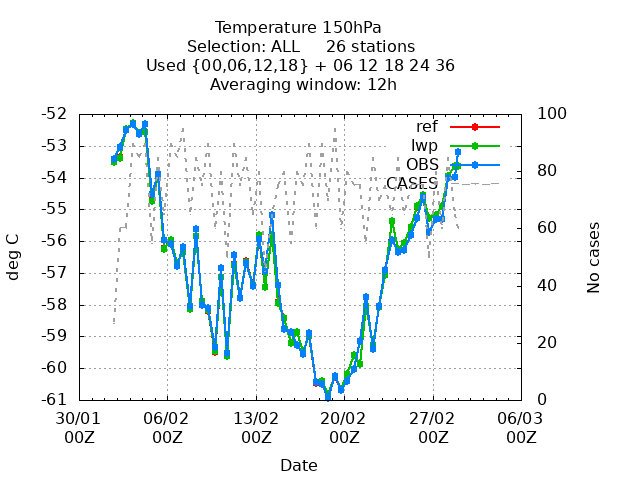 Temperature 150hPa
Selection: ALL 26 stations
Used {00,06,12,18} + 06 12 18 24 36
Averaging window: 12h
-52 100
ref
-53 lwp
OBS 80
-54 CASES
-55
60
-56
deg C No cases
-57
40
-58
-59
20
-60
-61 0
30/01 06/02 13/02 20/02 27/02 06/03
00Z 00Z 00Z 00Z 00Z 00Z
Date